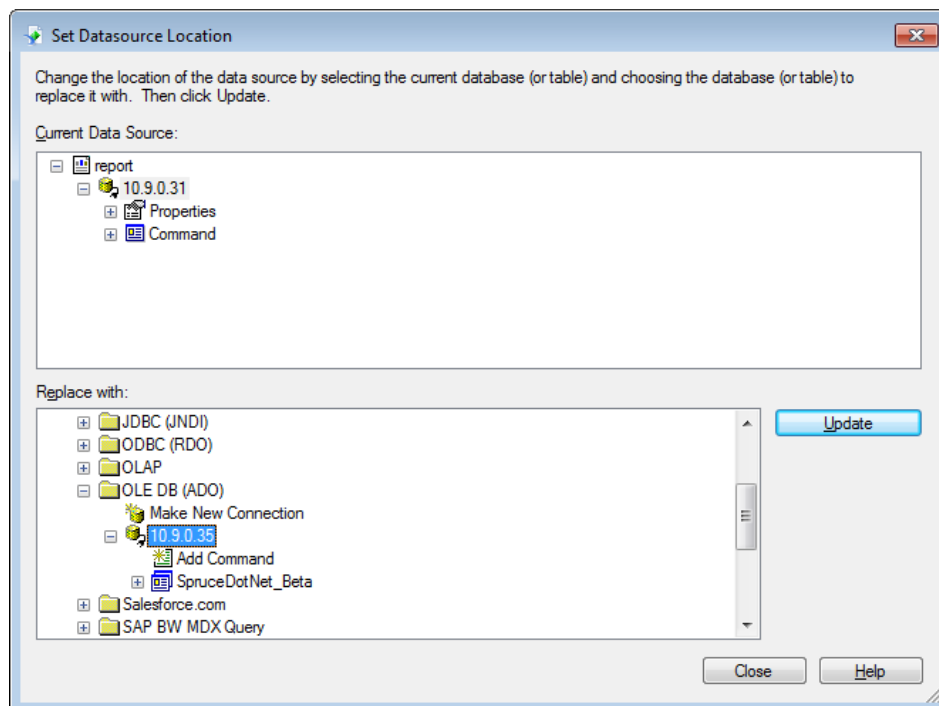 Set Datasource Location
Change the location of the data source by selecting the current database (or table) and choosing the database (or table) to
replace it with.  Then click Update.
Current Data Source:
report
10.9.0.31
Properties
Command
Replace with:
JDBC (JNDI)
ODBC (RDO)
OLAP
OLE DB (ADO)
Make New Connection
10.9.0.35
Add Command
SpruceDotNet_Beta
Salesforce.com
SAP BW MDX Query
Update
Close
Help